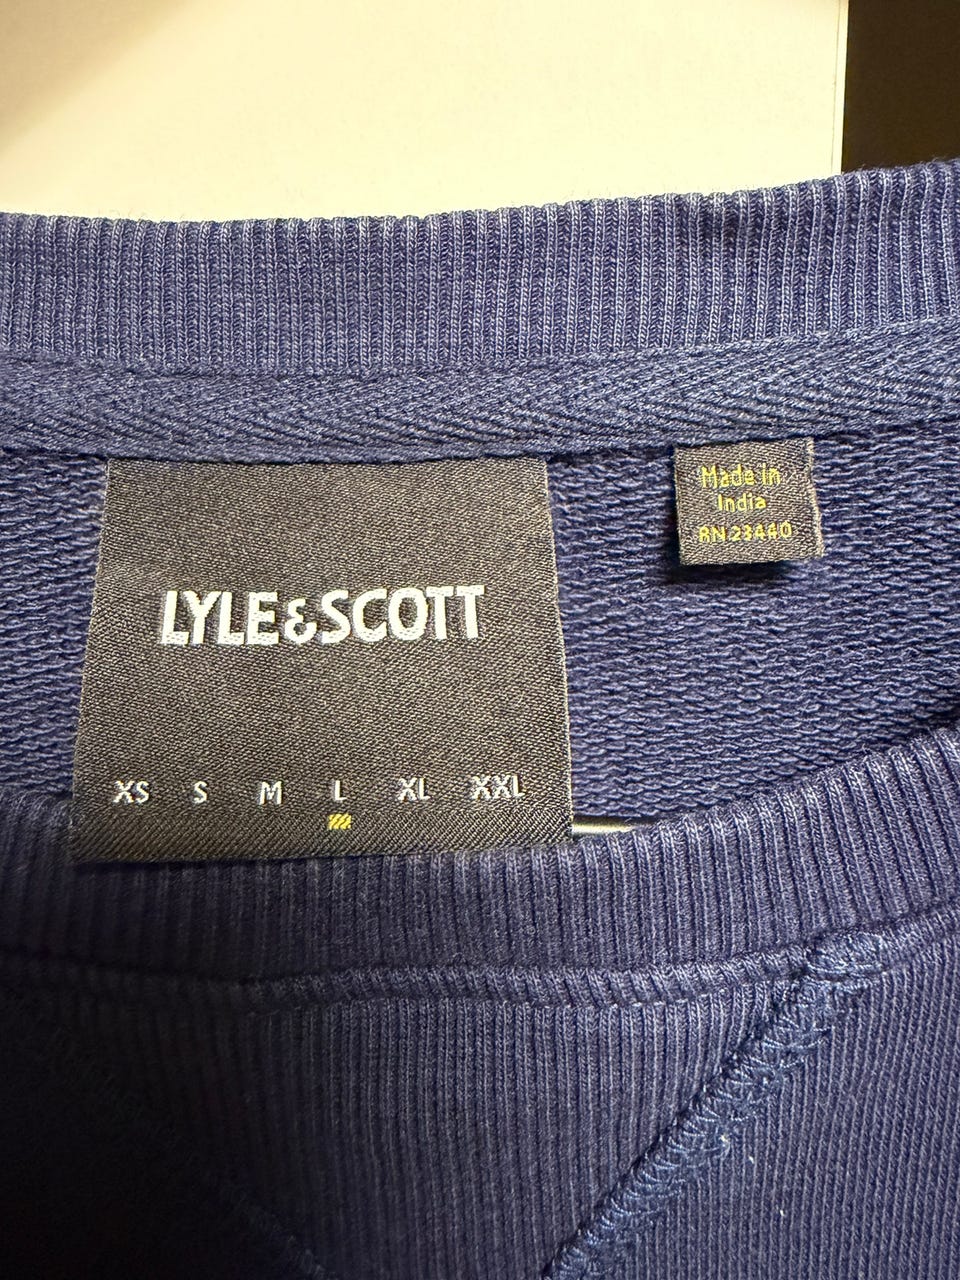 Made in
India
RN 23440
LYLE&SCOTT
XS S M L XL XXL